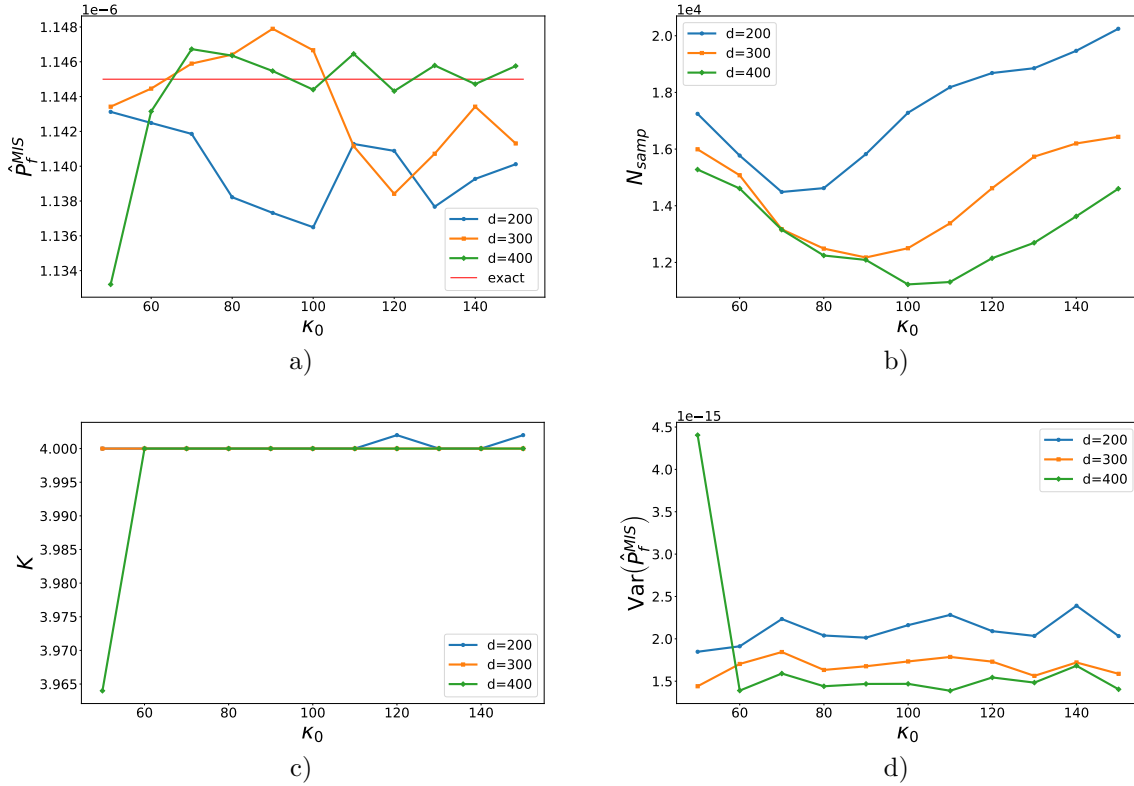 1e−6
1.148
1.146
1.144
1.142
1.140
1.138
1.136
1.134
P̂_f^{MIS}
60 80 100 120 140
κ₀
d=200
d=300
d=400
exact
a)
1e4
2.0
1.8
1.6
1.4
1.2
N_{samp}
60 80 100 120 140
κ₀
d=200
d=300
d=400
b)
4.000
3.995
3.990
3.985
3.980
3.975
3.970
3.965
K
60 80 100 120 140
κ₀
d=200
d=300
d=400
c)
1e−15
4.5
4.0
3.5
3.0
2.5
2.0
1.5
Var(P̂_f^{MIS})
60 80 100 120 140
κ₀
d=200
d=300
d=400
d)